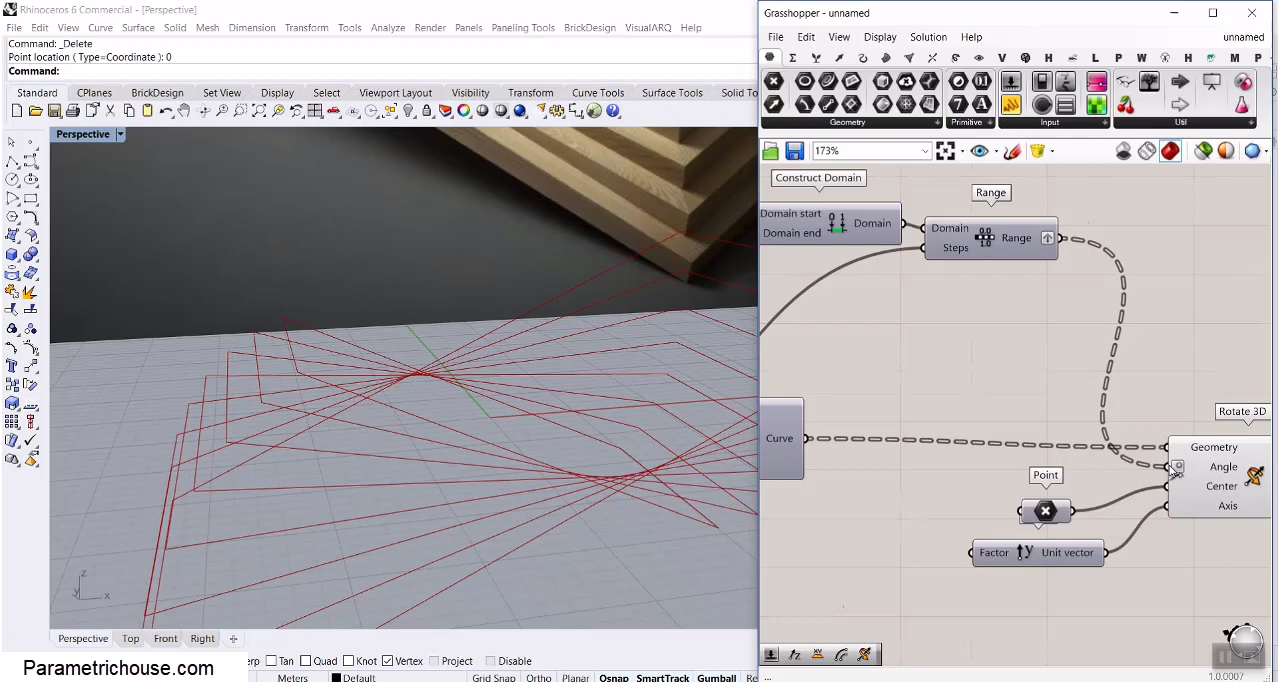 Rhinoceros 6 Commercial - [Perspective]
File Edit View Curve Surface Solid Mesh Transform Tools Analyze Render Panels Paneling Tools BrickDesign VisualARQ Help
Command: _Delete
Point location ( Type=Coordinate ): 0
Command:
Standard CPlanes BrickDesign Set View Display Select Viewport Layout Visibility Transform Curve Tools Surface Tools Solid To
Perspective
z
y x
Perspective Top Front Right
erp Tan Quad Knot Vertex Project Disable
Meters Default Grid Snap Ortho Planar Osnap SmartTrack Gumball Re
Parametrichouse.com
Grasshopper - unnamed
File Edit View Display Solution Help unnamed
V H L P W H M P
Geometry Primitive Input Util
173%
Construct Domain
Domain start
Domain end
Domain
Range
Domain
Steps
Range
Curve
Rotate 3D
Geometry
Angle
Center
Axis
Point
Factor Unit vector
1.0.0007